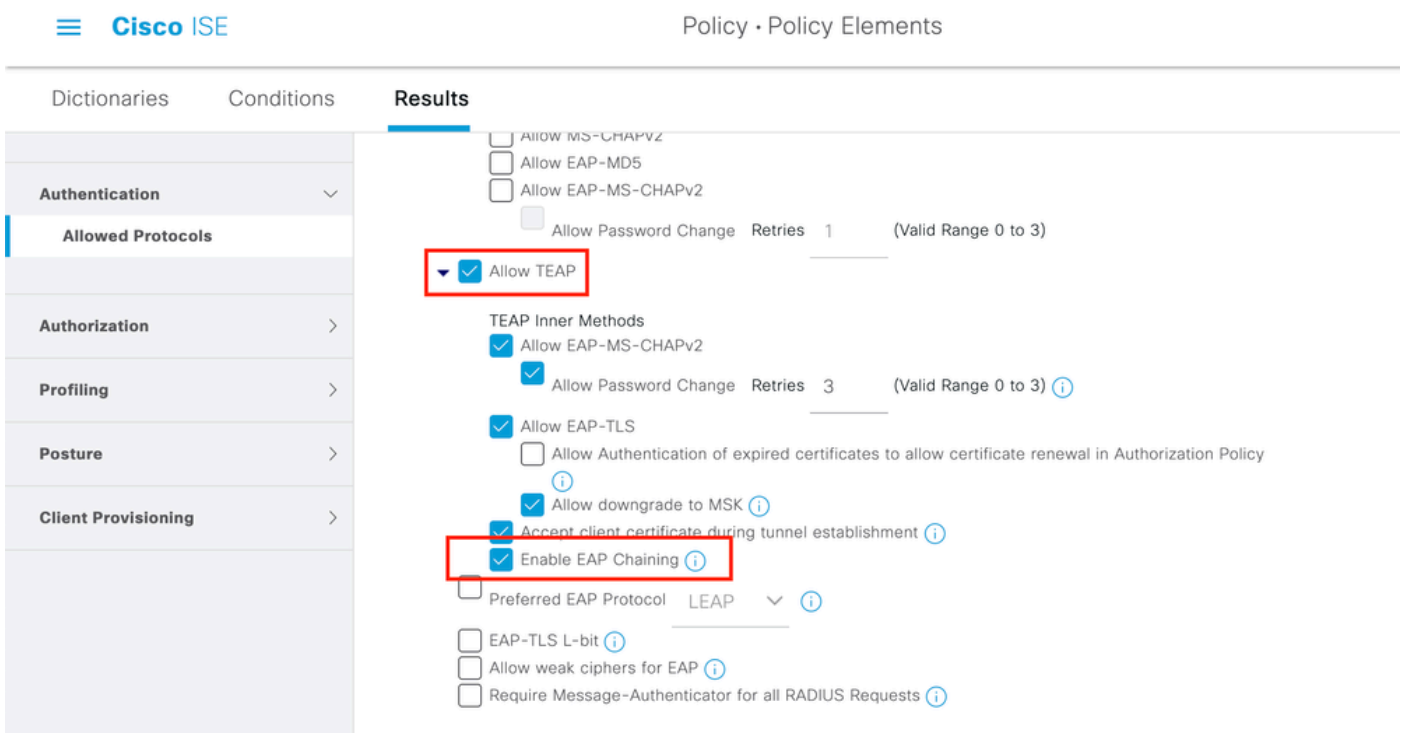 Cisco ISE
Policy · Policy Elements
Dictionaries Conditions Results
Authentication
Allowed Protocols
Authorization
Profiling
Posture
Client Provisioning
Allow MS-CHAPv2
Allow EAP-MD5
Allow EAP-MS-CHAPv2
Allow Password Change Retries 1 (Valid Range 0 to 3)
Allow TEAP
TEAP Inner Methods
Allow EAP-MS-CHAPv2
Allow Password Change Retries 3 (Valid Range 0 to 3)
Allow EAP-TLS
Allow Authentication of expired certificates to allow certificate renewal in Authorization Policy
Allow downgrade to MSK
Accept client certificate during tunnel establishment
Enable EAP Chaining
Preferred EAP Protocol LEAP
EAP-TLS L-bit
Allow weak ciphers for EAP
Require Message-Authenticator for all RADIUS Requests